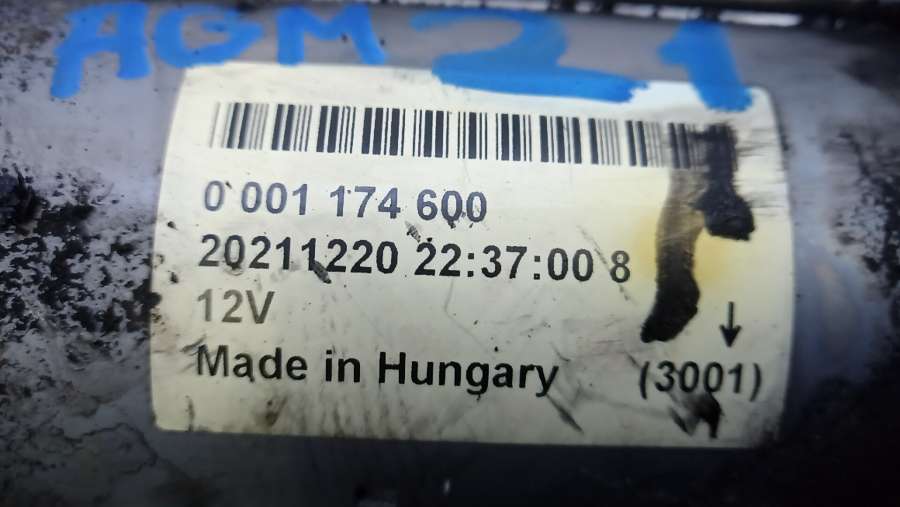 AGM 21
0 001 174 600
20211220 22:37:00 8
12V
Made in Hungary (3001)